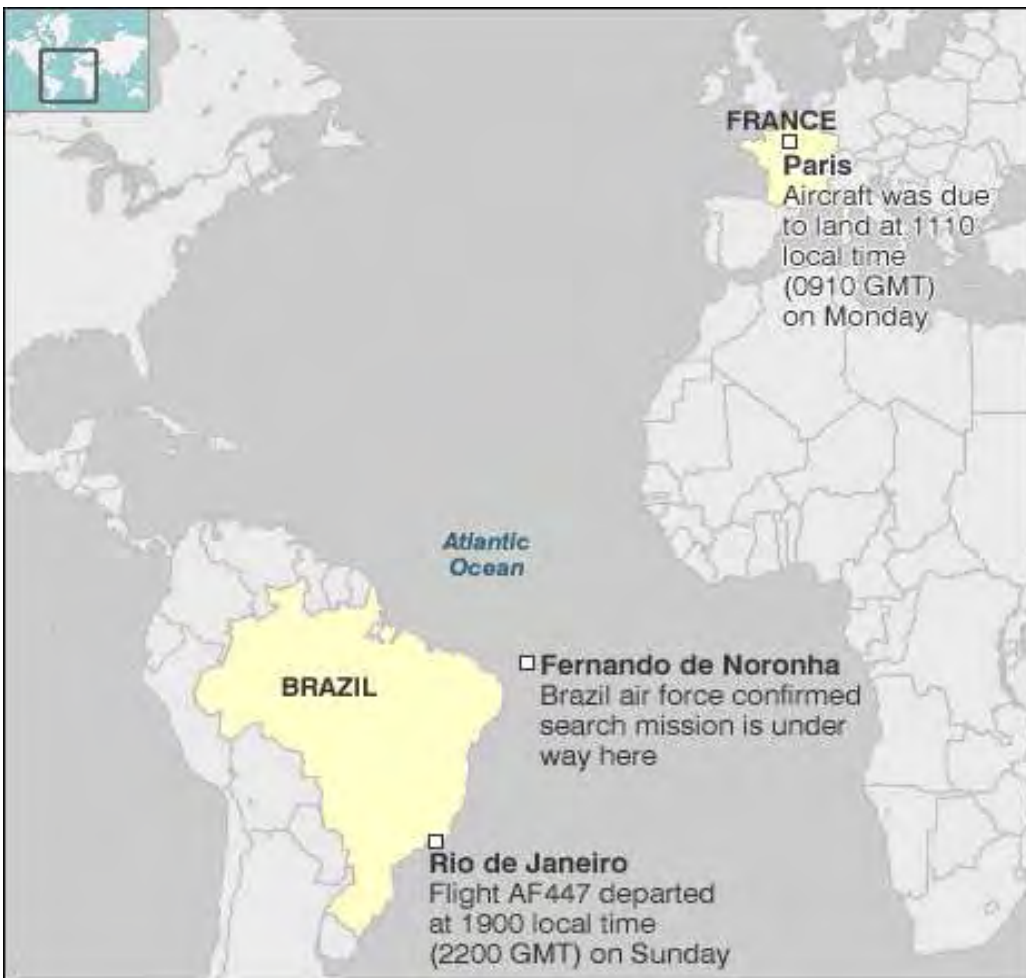 FRANCE
Paris
Aircraft was due
to land at 1110
local time
(0910 GMT)
on Monday
Atlantic
Ocean
BRAZIL
Fernando de Noronha
Brazil air force confirmed
search mission is under
way here
Rio de Janeiro
Flight AF447 departed
at 1900 local time
(2200 GMT) on Sunday